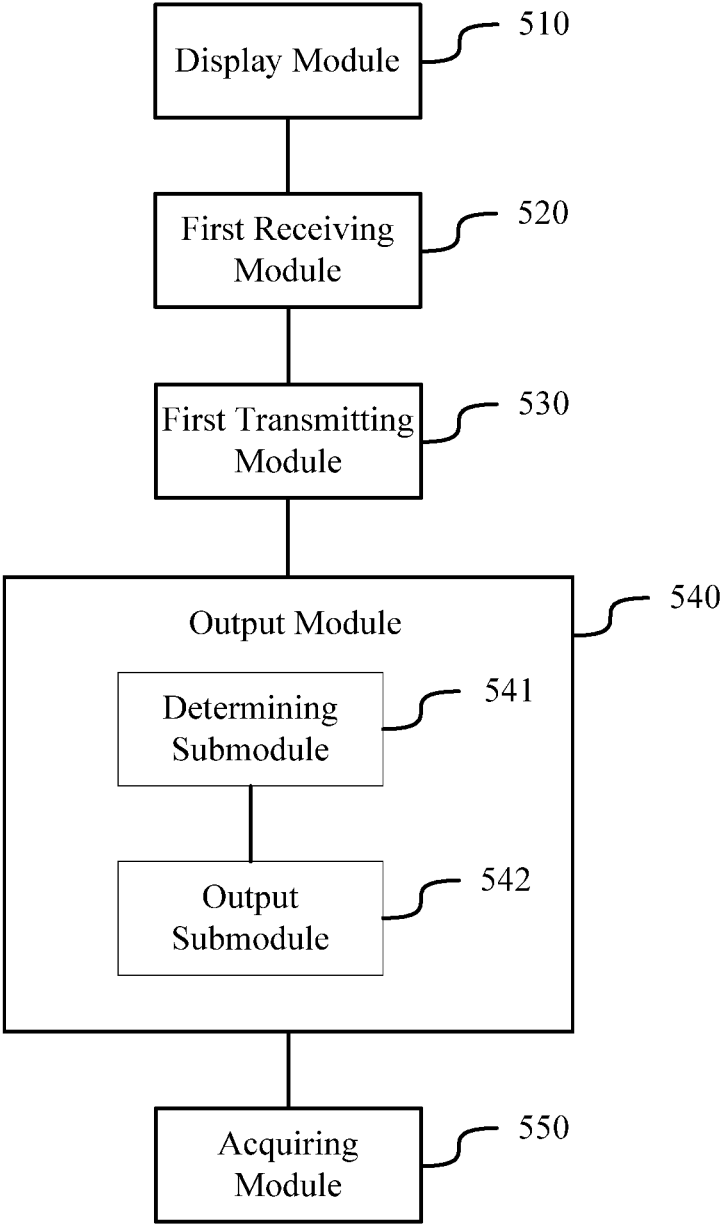 510
Display Module
520
First Receiving
Module
530
First Transmitting
Module
540
Output Module
541
Determining
Submodule
542
Output
Submodule
550
Acquiring
Module